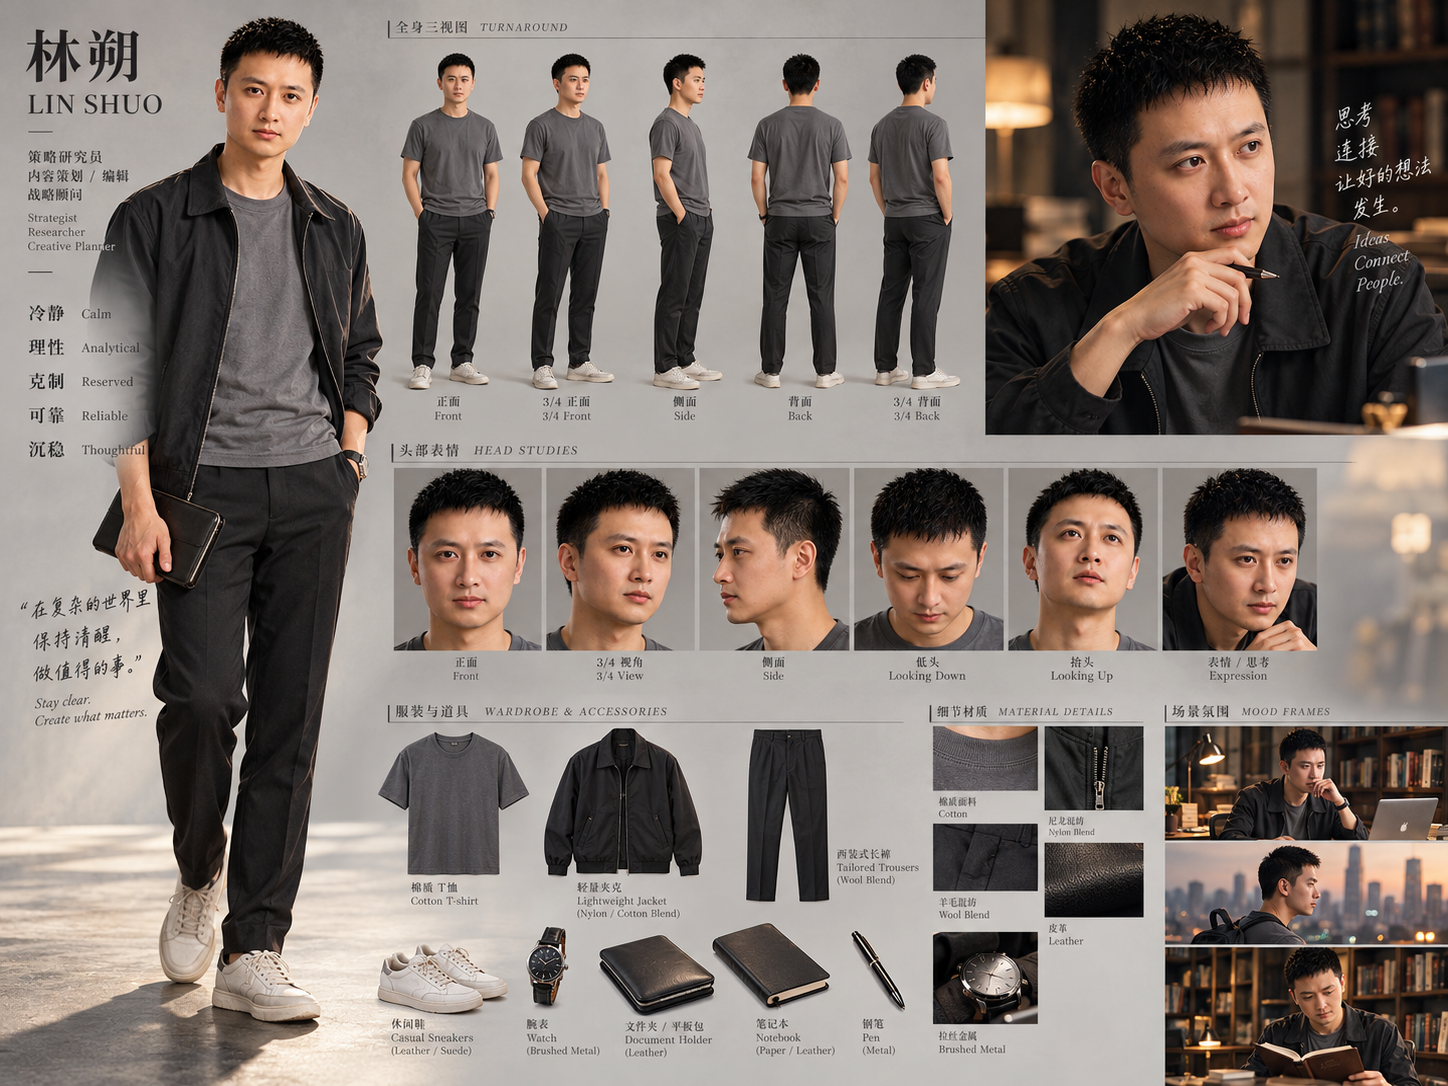 林朔
LIN SHUO
策略研究员
内容策划 / 编辑
战略顾问
Strategist
Researcher
Creative Planner
冷静 Calm
理性 Analytical
克制 Reserved
可靠 Reliable
沉稳 Thoughtful
“在复杂的世界里
保持清醒，
做值得的事。”
Stay clear.
Create what matters.
全身三视图 TURNAROUND
正面
Front
3/4 正面
3/4 Front
侧面
Side
背面
Back
3/4 背面
3/4 Back
思考
连接
让好的想法
发生。
Ideas
Connect
People.
头部表情 HEAD STUDIES
正面
Front
3/4 视角
3/4 View
侧面
Side
低头
Looking Down
抬头
Looking Up
表情 / 思考
Expression
服装与道具 WARDROBE & ACCESSORIES
棉质 T恤
Cotton T-shirt
轻量夹克
Lightweight Jacket
(Nylon / Cotton Blend)
西装式长裤
Tailored Trousers
(Wool Blend)
休闲鞋
Casual Sneakers
(Leather / Suede)
腕表
Watch
(Brushed Metal)
文件夹 / 平板包
Document Holder
(Leather)
笔记本
Notebook
(Paper / Leather)
钢笔
Pen
(Metal)
细节材质 MATERIAL DETAILS
棉质面料
Cotton
尼龙混纺
Nylon Blend
羊毛混纺
Wool Blend
皮革
Leather
拉丝金属
Brushed Metal
场景氛围 MOOD FRAMES